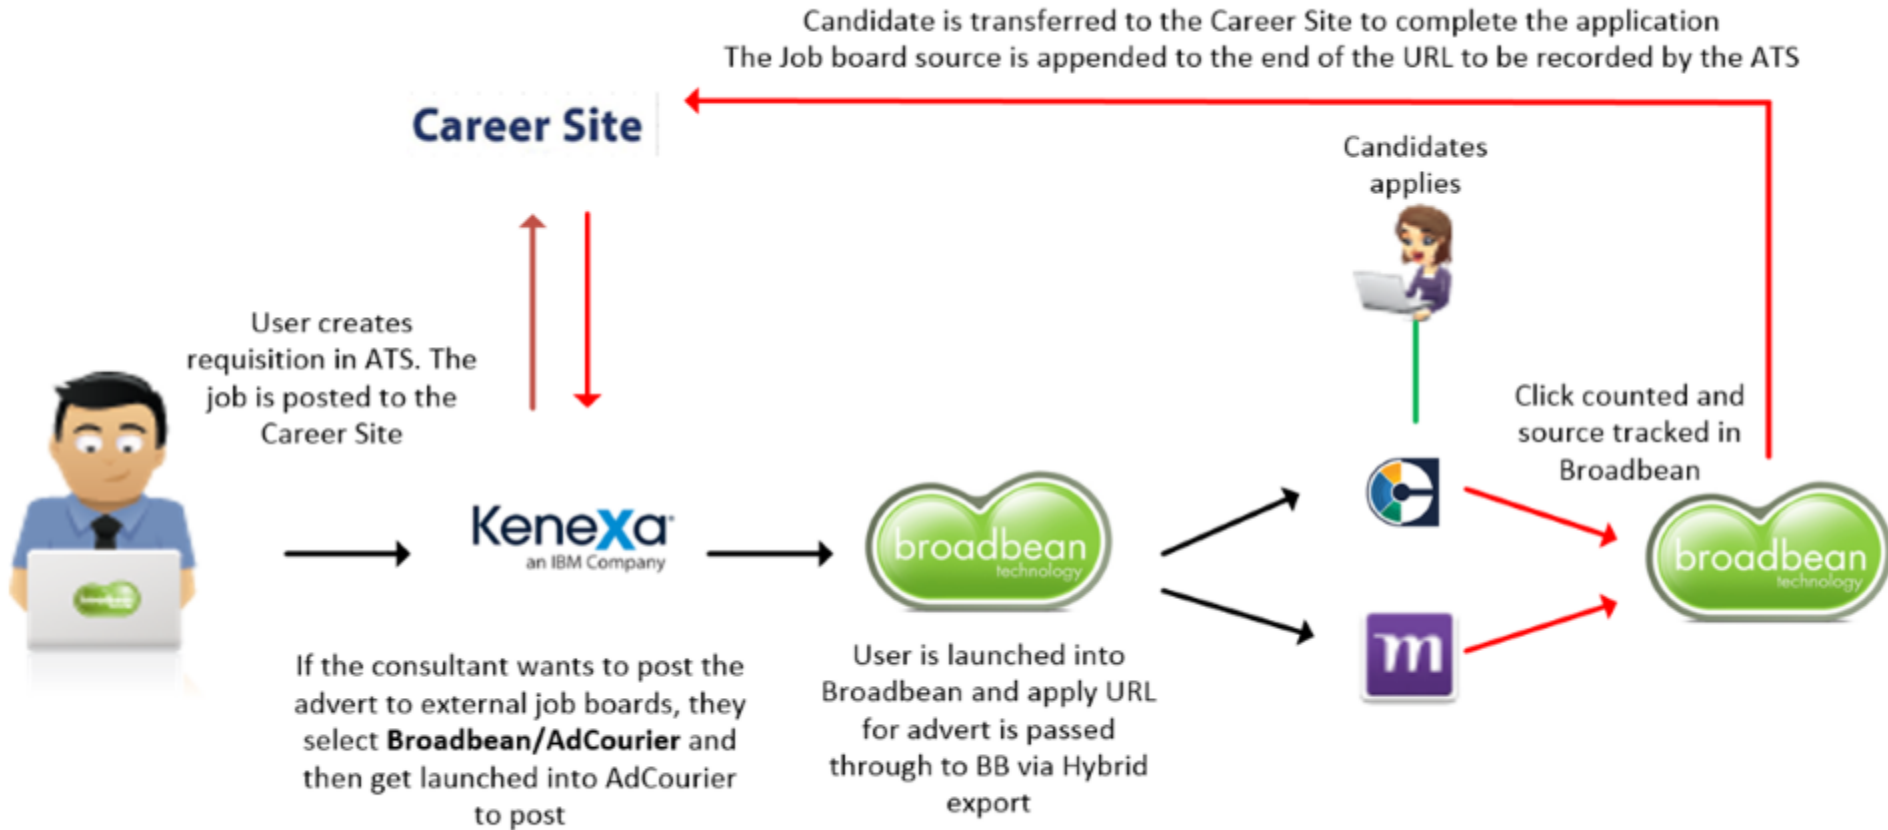 Candidate is transferred to the Career Site to complete the application
The Job board source is appended to the end of the URL to be recorded by the ATS
Career Site
Candidates
applies
User creates
requisition in ATS. The
job is posted to the
Career Site
Click counted and
source tracked in
Broadbean
Kenexa
an IBM Company
broadbean
technology
broadbean
technology
m
If the consultant wants to post the
advert to external job boards, they
select Broadbean/AdCourier and
then get launched into AdCourier
to post
User is launched into
Broadbean and apply URL
for advert is passed
through to BB via Hybrid
export